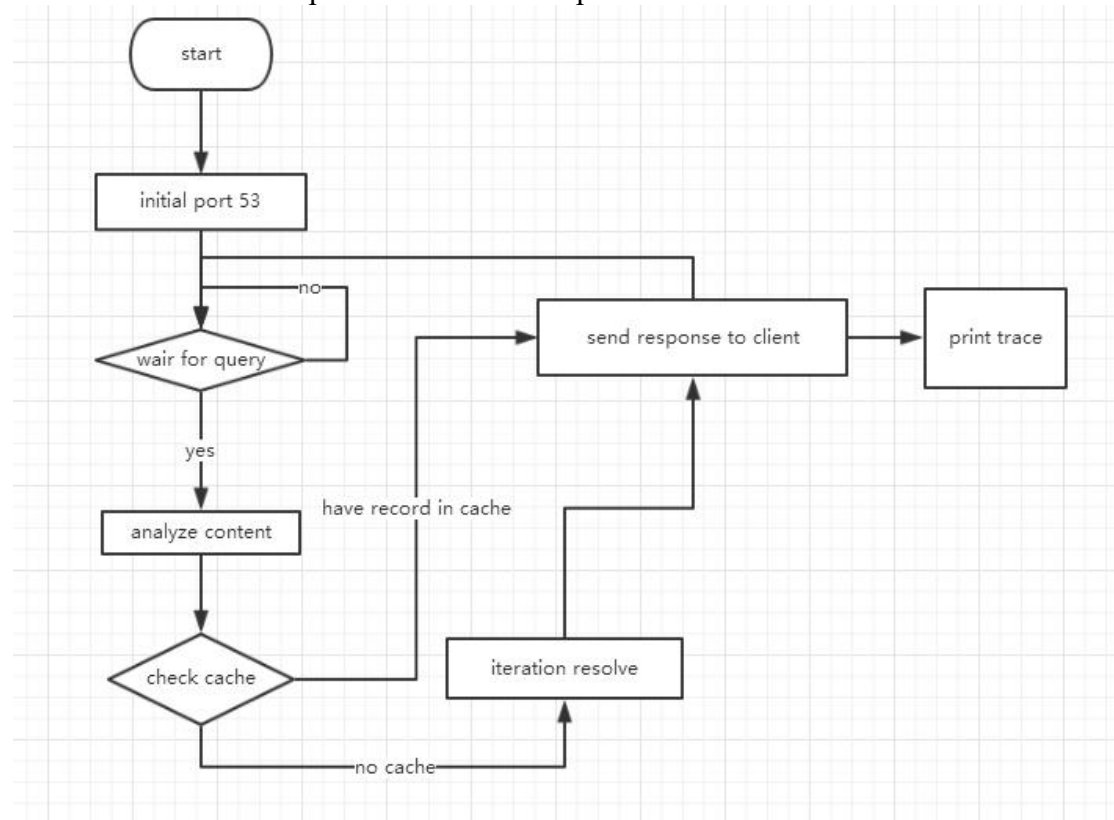 start
initial port 53
no
wair for query
send response to client
print trace
yes
have record in cache
analyze content
iteration resolve
check cache
no cache